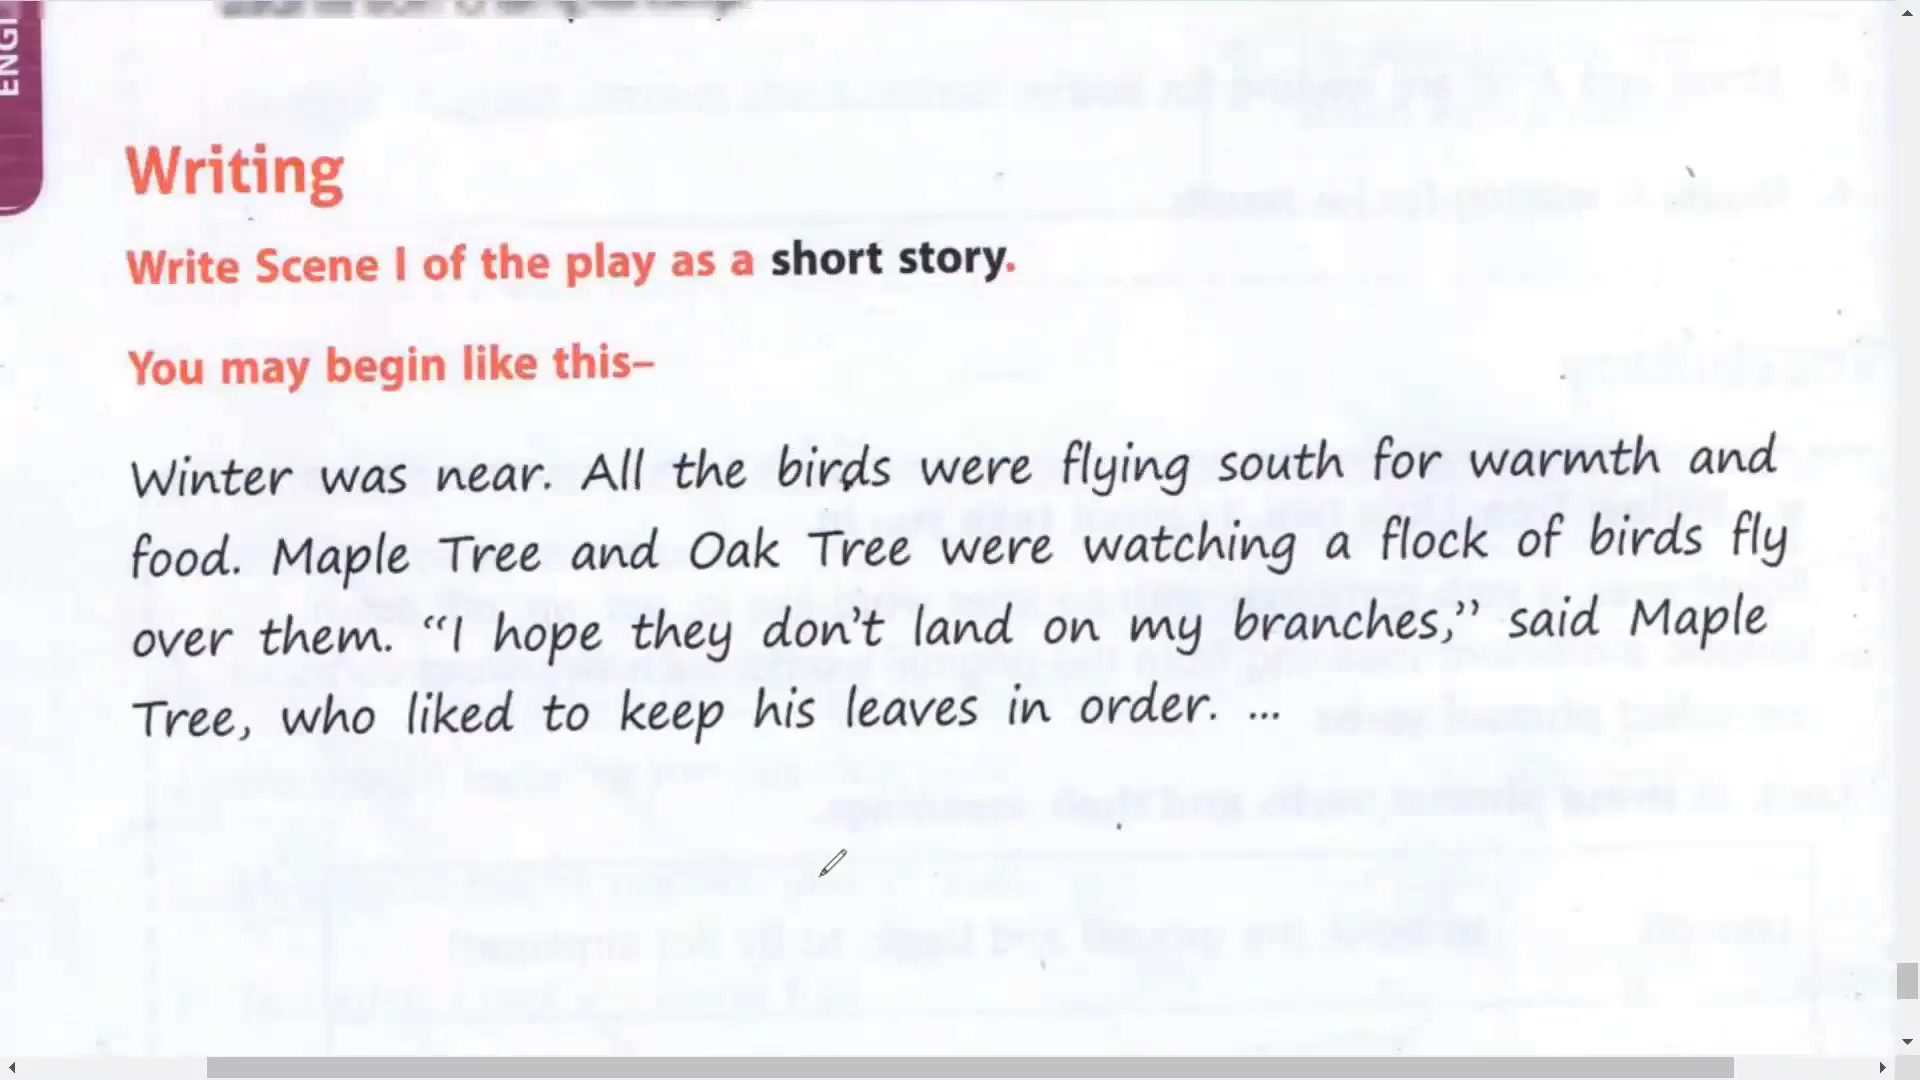 ENGI
Writing
Write Scene I of the play as a short story.
You may begin like this–
Winter was near. All the birds were flying south for warmth and
food. Maple Tree and Oak Tree were watching a flock of birds fly
over them. “I hope they don’t land on my branches,” said Maple
Tree, who liked to keep his leaves in order. ...